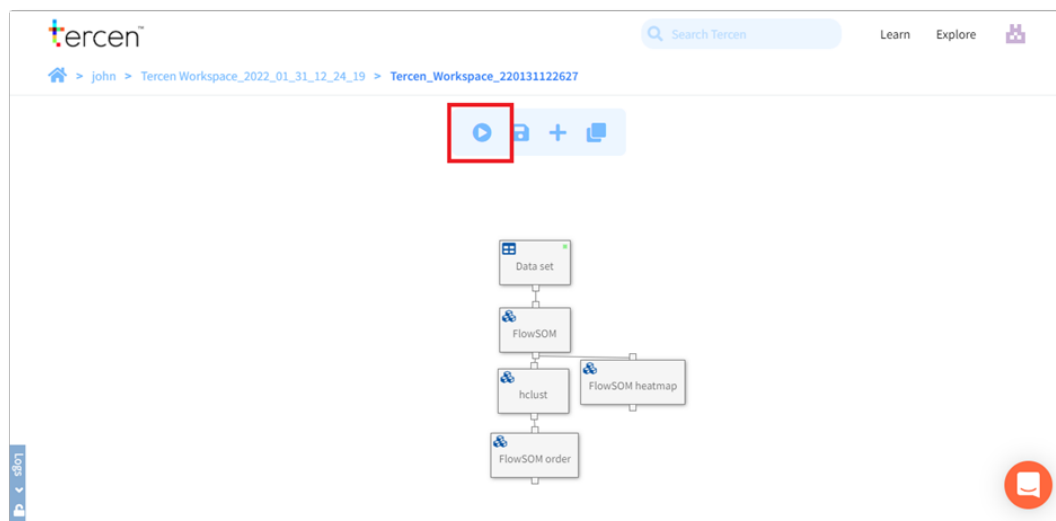 tercen™
Search Tercen
Learn Explore
> john > Tercen Workspace_2022_01_31_12_24_19 > Tercen_Workspace_220131122627
Data set
FlowSOM
FlowSOM heatmap
hclust
FlowSOM order
Logs